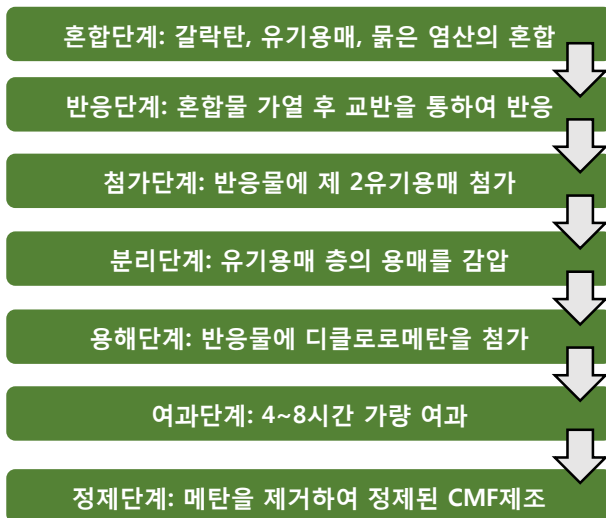 혼합단계: 갈락탄, 유기용매, 묽은 염산의 혼합
반응단계: 혼합물 가열 후 교반을 통하여 반응
첨가단계: 반응물에 제 2유기용매 첨가
분리단계: 유기용매 층의 용매를 감압
용해단계: 반응물에 디클로로메탄을 첨가
여과단계: 4~8시간 가량 여과
정제단계: 메탄을 제거하여 정제된 CMF제조